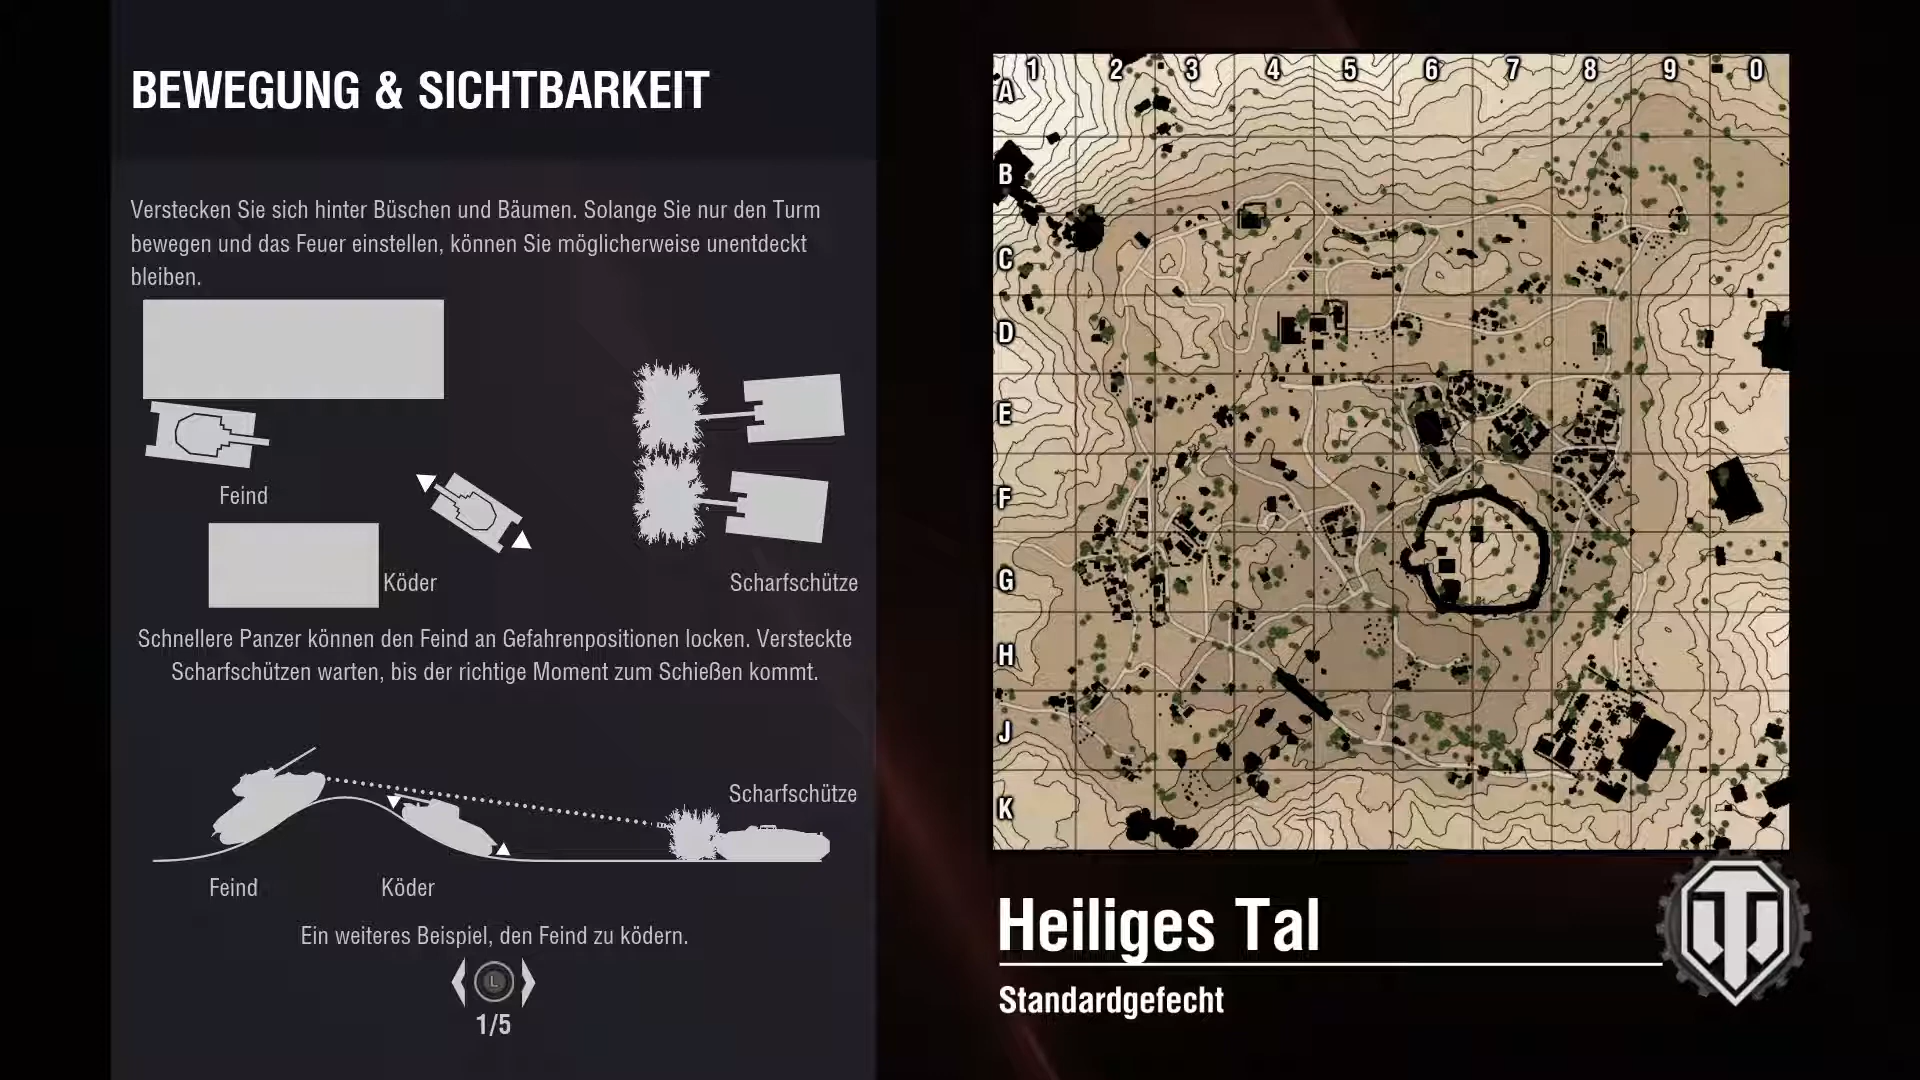 BEWEGUNG & SICHTBARKEIT
Verstecken Sie sich hinter Büschen und Bäumen. Solange Sie nur den Turm
bewegen und das Feuer einstellen, können Sie möglicherweise unentdeckt
bleiben.
Feind
Köder
Scharfschütze
Schnellere Panzer können den Feind an Gefahrenpositionen locken. Versteckte
Scharfschützen warten, bis der richtige Moment zum Schießen kommt.
Scharfschütze
Feind
Köder
Ein weiteres Beispiel, den Feind zu ködern.
L
1/5
1 2 3 4 5 6 7 8 9 0
A
B
C
D
E
F
G
H
J
K
Heiliges Tal
Standardgefecht